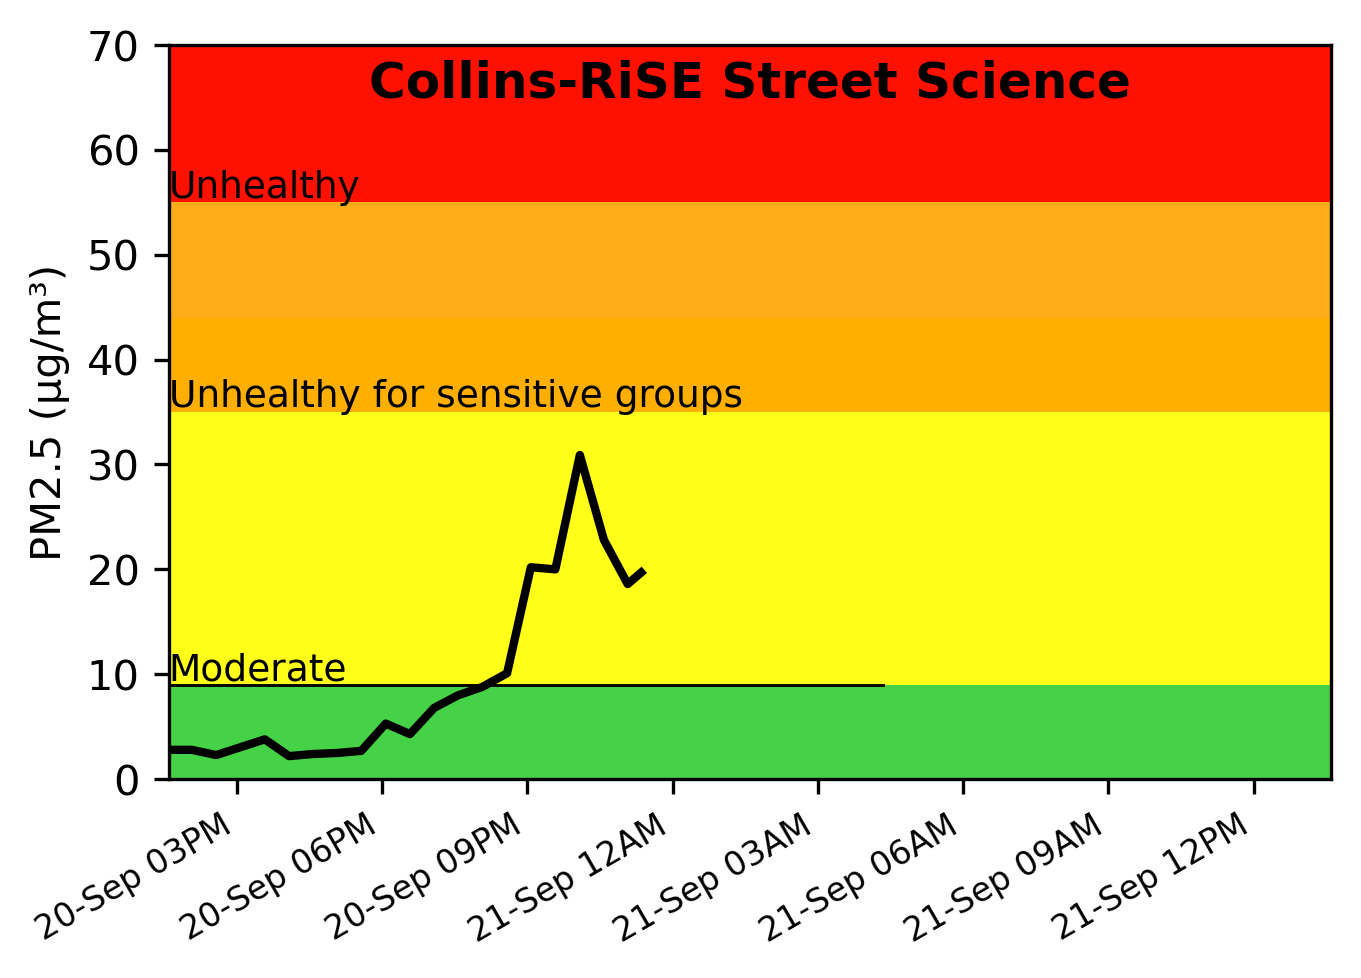 Collins-RiSE Street Science
70
60
Unhealthy
50
40
Unhealthy for sensitive groups
30
20
Moderate
10
0
PM2.5 (µg/m³)
20-Sep 03PM
20-Sep 06PM
20-Sep 09PM
21-Sep 12AM
21-Sep 03AM
21-Sep 06AM
21-Sep 09AM
21-Sep 12PM